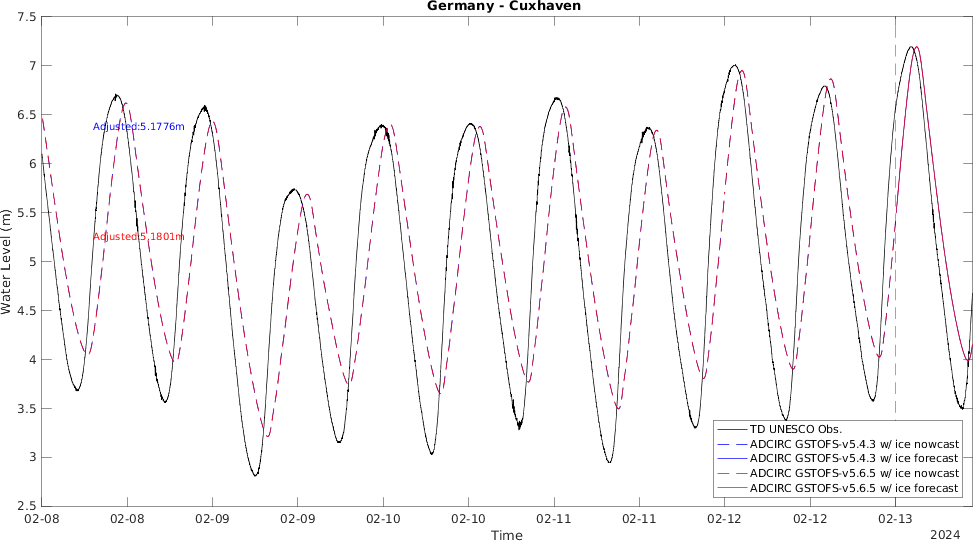 Germany - Cuxhaven
7.5
7
6.5
6
5.5
5
4.5
4
3.5
3
2.5
Water Level (m)
Adjusted:5.1776m
Adjusted:5.1801m
TD UNESCO Obs.
ADCIRC GSTOFS-v5.4.3 w/ ice nowcast
ADCIRC GSTOFS-v5.4.3 w/ ice forecast
ADCIRC GSTOFS-v5.6.5 w/ ice nowcast
ADCIRC GSTOFS-v5.6.5 w/ ice forecast
02-08 02-08 02-09 02-09 02-10 02-10 02-11 02-11 02-12 02-12 02-13
Time
2024